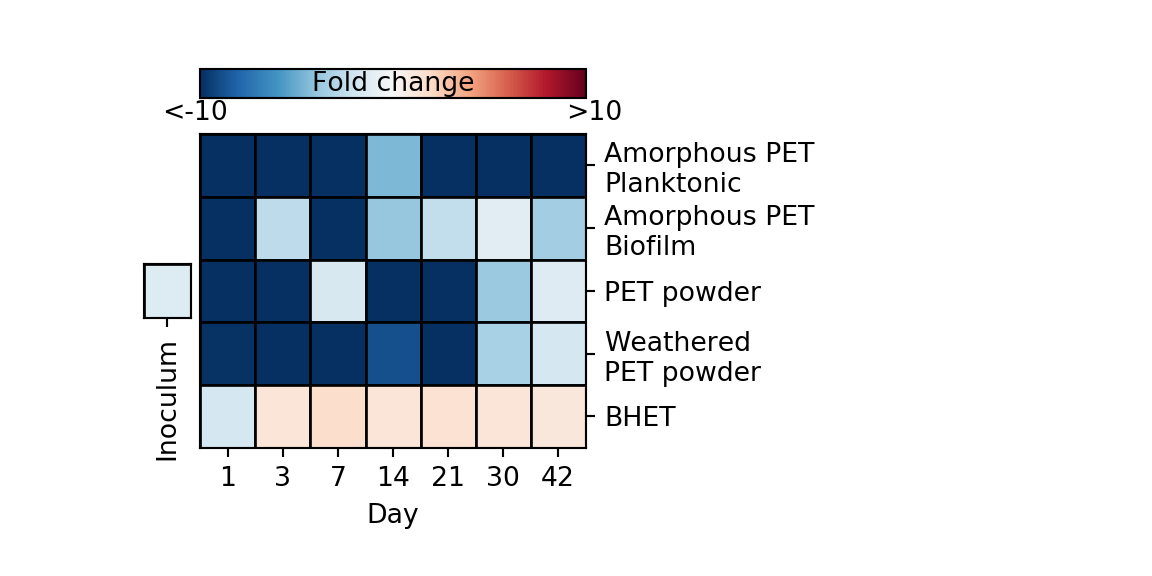 Fold change
<-10 >10
Amorphous PET
Planktonic
Amorphous PET
Biofilm
PET powder
Weathered
PET powder
BHET
Inoculum
1 3 7 14 21 30 42
Day